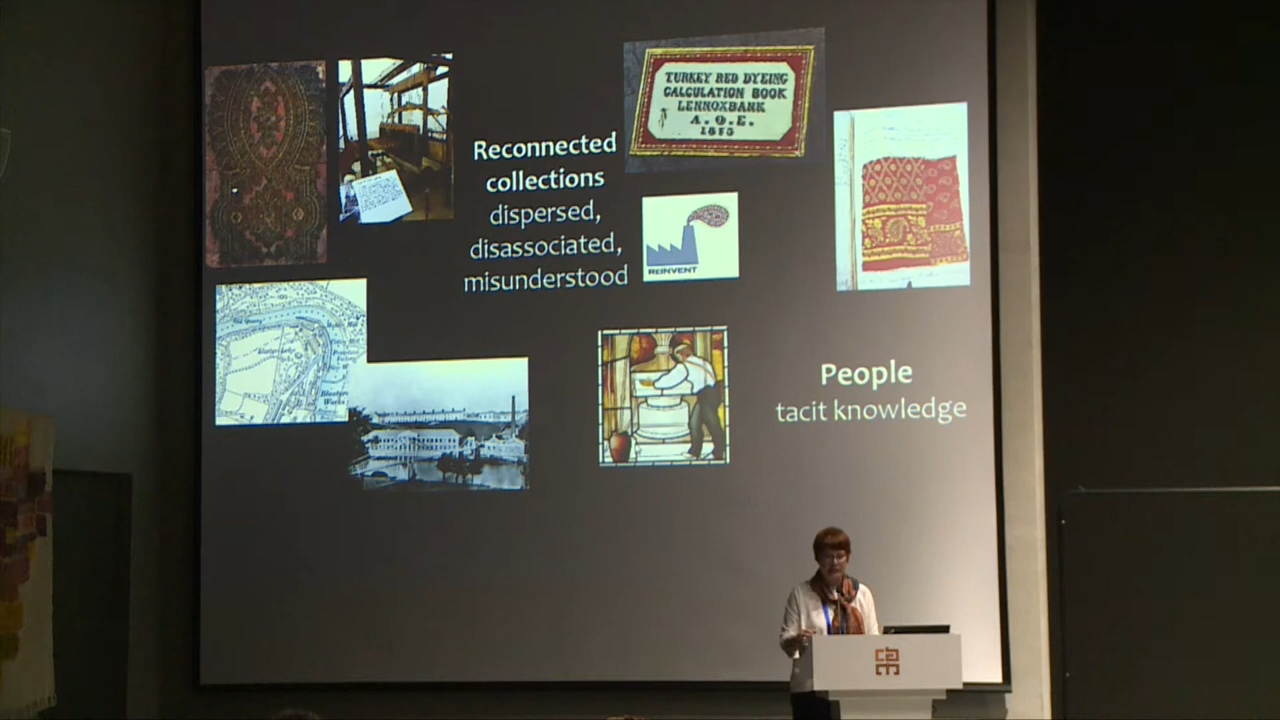 Reconnected
collections
dispersed,
disassociated,
misunderstood
TURKEY RED DYEING
CALCULATION BOOK
LENNOXBANK
REINVENT
People
tacit knowledge